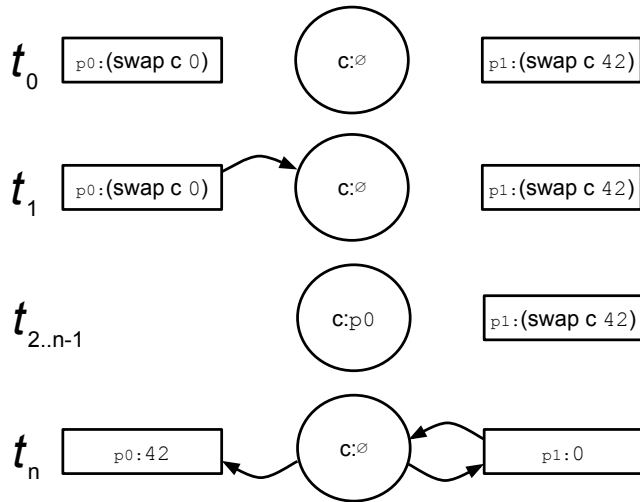 t0 p0:(swap c 0) c:∅ p1:(swap c 42)
t1 p0:(swap c 0) c:∅ p1:(swap c 42)
t2..n-1 c:p0 p1:(swap c 42)
tn p0:42 c:∅ p1:0